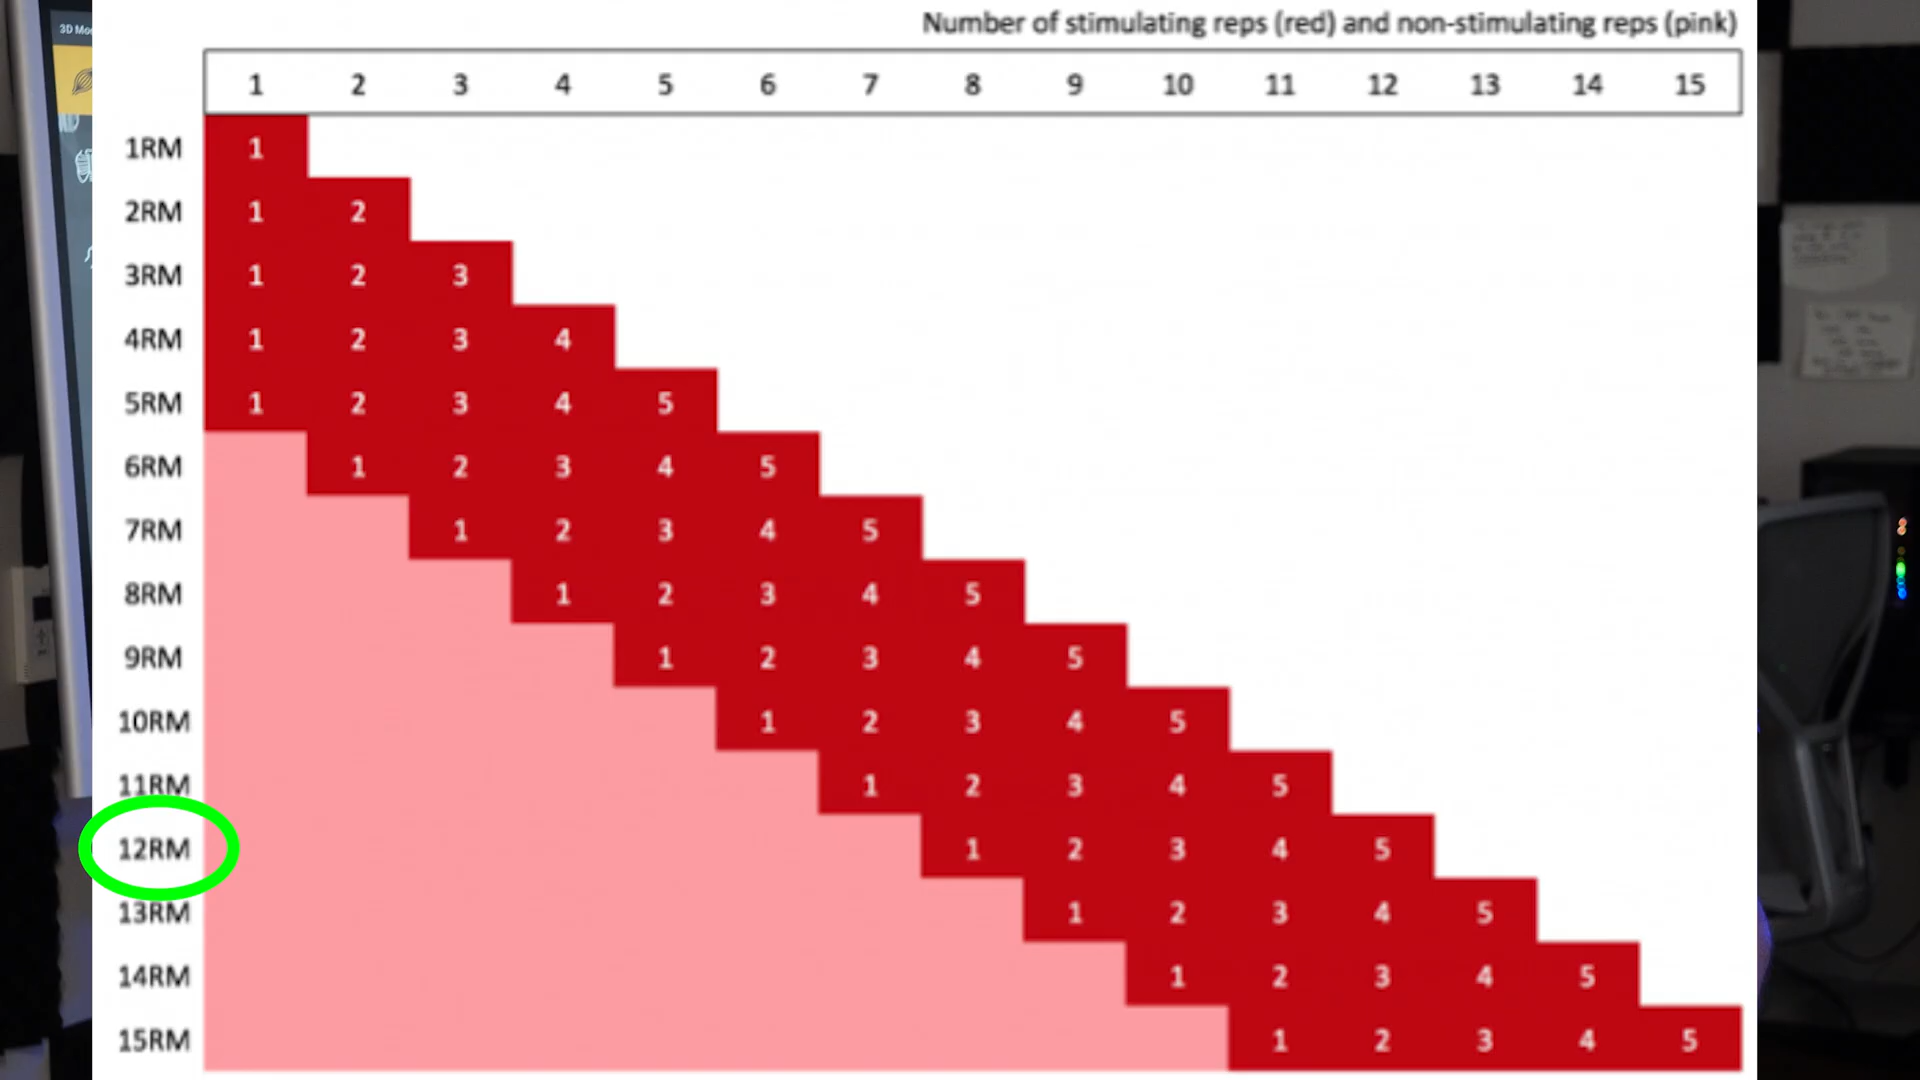 3D Mo
Number of stimulating reps (red) and non-stimulating reps (pink)
1 2 3 4 5 6 7 8 9 10 11 12 13 14 15
1RM 1
2RM 1 2
3RM 1 2 3
4RM 1 2 3 4
5RM 1 2 3 4 5
6RM 1 2 3 4 5
7RM 1 2 3 4 5
8RM 1 2 3 4 5
9RM 1 2 3 4 5
10RM 1 2 3 4 5
11RM 1 2 3 4 5
12RM 1 2 3 4 5
13RM 1 2 3 4 5
14RM 1 2 3 4 5
15RM 1 2 3 4 5